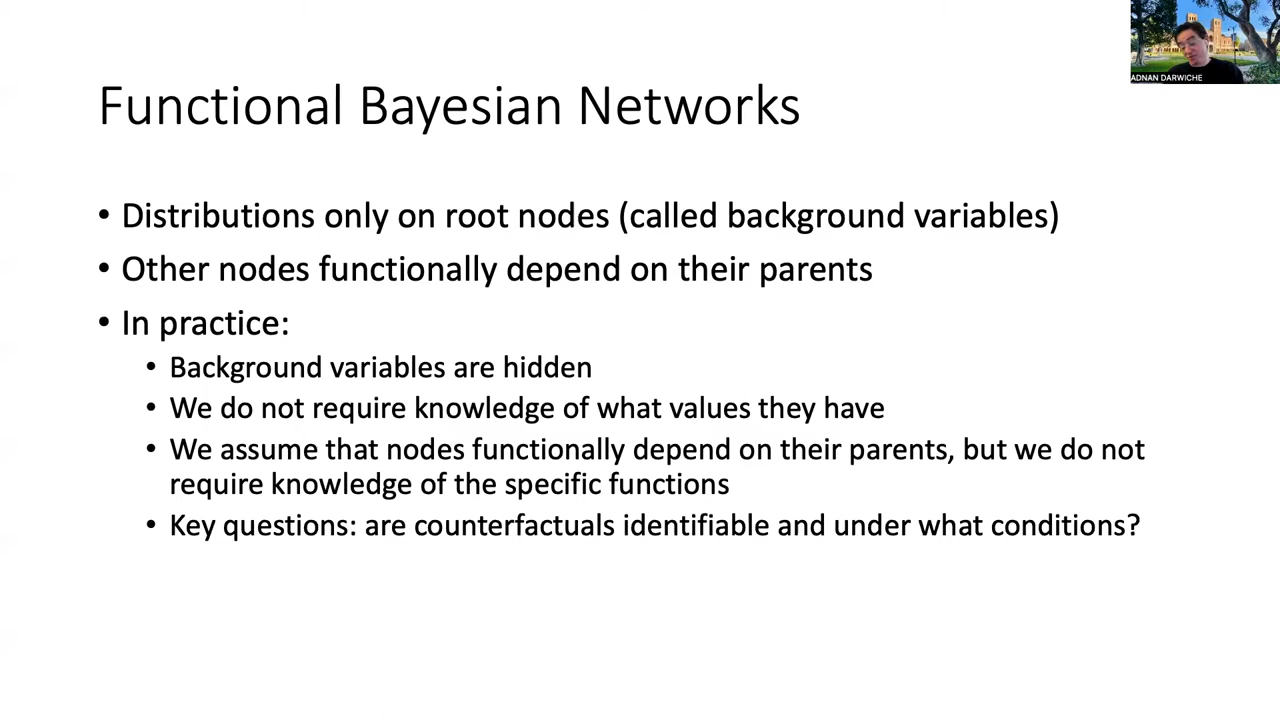 ADNAN DARWICHE
Functional Bayesian Networks
• Distributions only on root nodes (called background variables)
• Other nodes functionally depend on their parents
• In practice:
• Background variables are hidden
• We do not require knowledge of what values they have
• We assume that nodes functionally depend on their parents, but we do not
require knowledge of the specific functions
• Key questions: are counterfactuals identifiable and under what conditions?